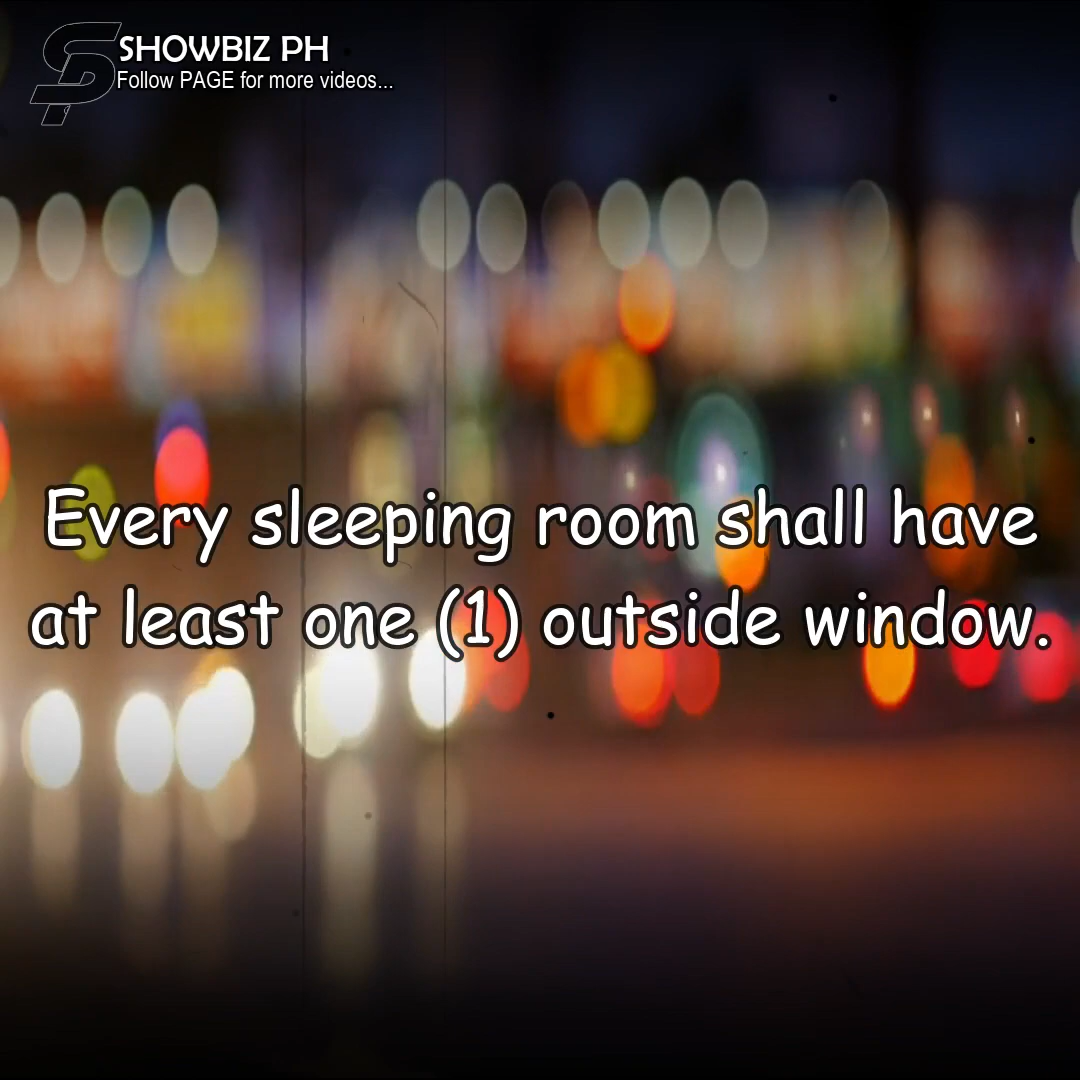 SHOWBIZ PH
Follow PAGE for more videos...
Every sleeping room shall have
at least one (1) outside window.